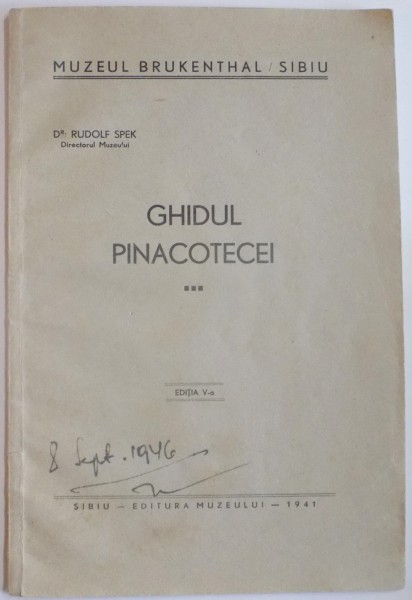 MUZEUL BRUKENTHAL / SIBIU
DR. RUDOLF SPEK
Directorul Muzeului
GHIDUL
PINACOTECEI
EDIȚIA V-a
8 Sept. 1946
SIBIU — EDITURA MUZEULUI — 1941